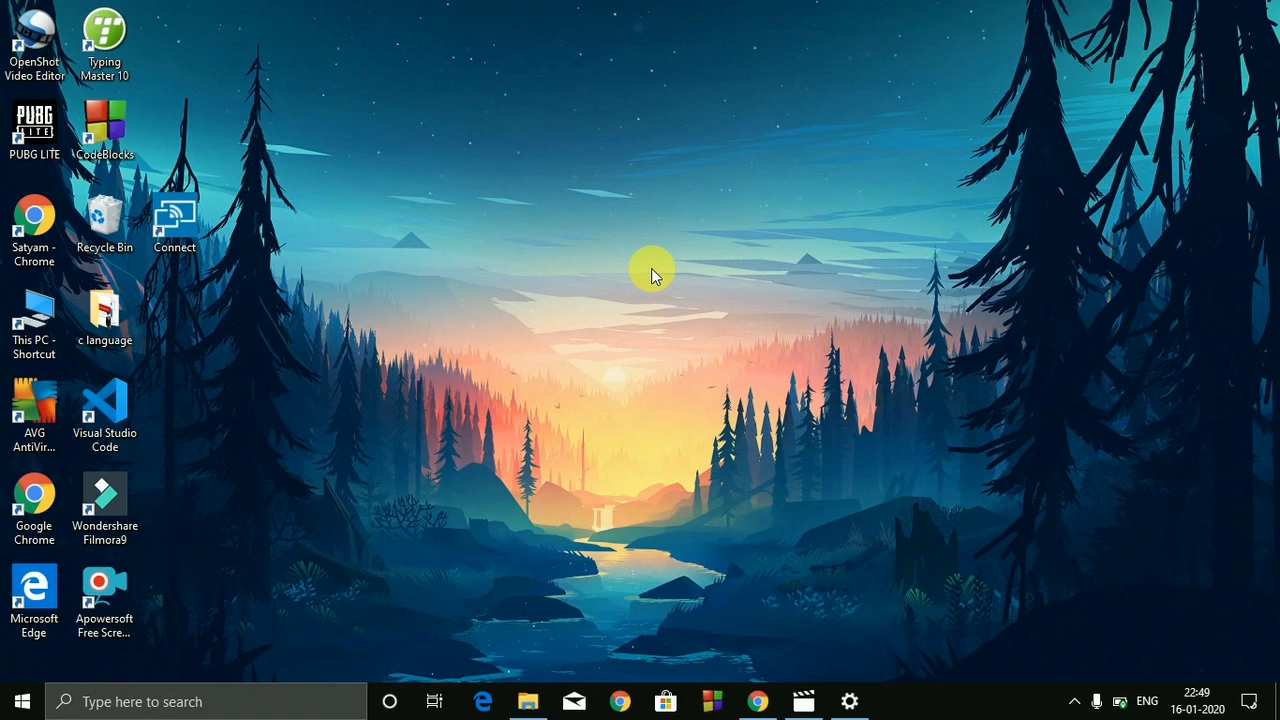 OpenShot
Video Editor
Typing
Master 10
PUBG
LITE
PUBG LITE
CodeBlocks
Satyam -
Chrome
Recycle Bin
Connect
This PC -
Shortcut
c language
AVG
AntiVir...
Visual Studio
Code
Google
Chrome
Wondershare
Filmora9
Microsoft
Edge
Apowersoft
Free Scre...
Type here to search
ENG
22:49
16-01-2020